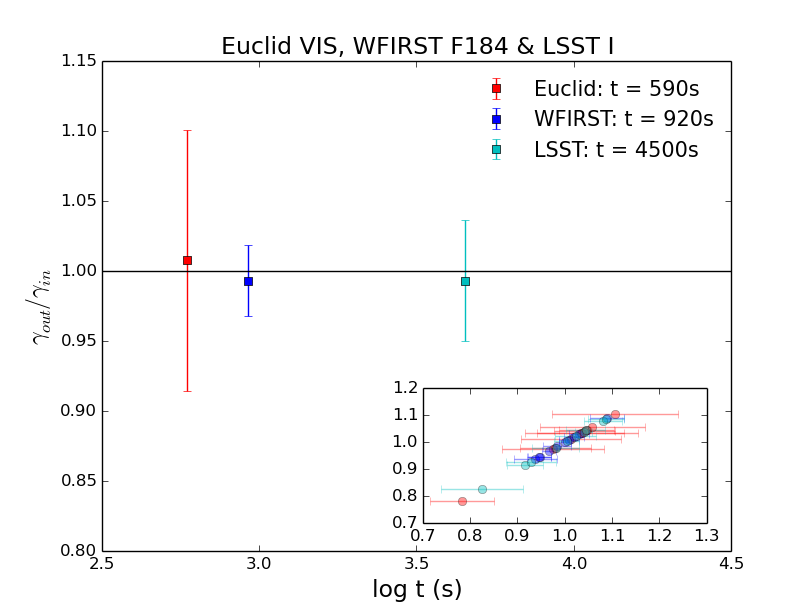 Euclid VIS, WFIRST F184 & LSST I
1.15
1.10
1.05
1.00
0.95
0.90
0.85
0.80
γout/γin
Euclid: t = 590s
WFIRST: t = 920s
LSST: t = 4500s
1.2
1.1
1.0
0.9
0.8
0.7
0.7 0.8 0.9 1.0 1.1 1.2 1.3
2.5 3.0 3.5 4.0 4.5
log t (s)